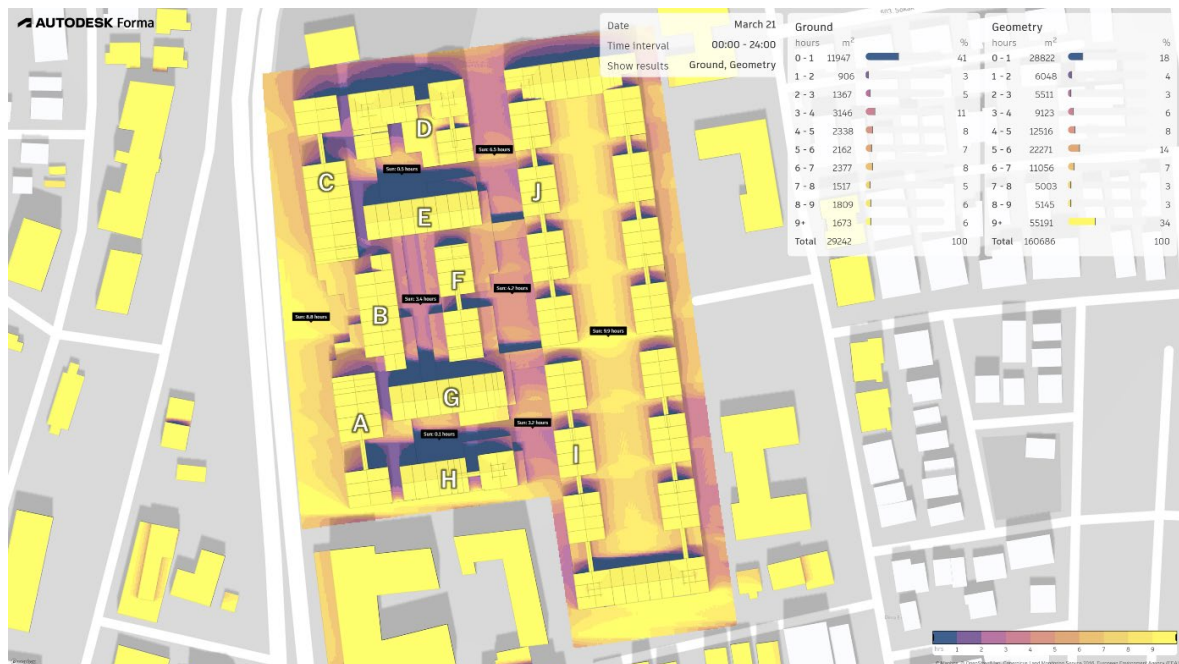 AUTODESK Forma
Date March 21
Time interval 00:00 - 24:00
Show results Ground, Geometry
Ground
hours m² %
0 - 1 11947 41
1 - 2 906 3
2 - 3 1367 5
3 - 4 3146 11
4 - 5 2338 8
5 - 6 2162 7
6 - 7 2377 8
7 - 8 1517 5
8 - 9 1809 6
9+ 1673 6
Total 29242 100
Geometry
hours m² %
0 - 1 28822 18
1 - 2 6048 4
2 - 3 5511 3
3 - 4 9123 6
4 - 5 12516 8
5 - 6 22271 14
6 - 7 11056 7
7 - 8 5003 3
8 - 9 5145 3
9+ 55191 34
Total 160686 100
D
Sun: 6.5 hours
Sun: 0.5 hours
C
J
E
F
Sun: 4.2 hours
Sun: 3.4 hours
B
Sun: 8.8 hours
Sun: 9.9 hours
G
A
Sun: 3.2 hours
Sun: 0.1 hours
I
H
hrs 1 2 3 4 5 6 7 8 9